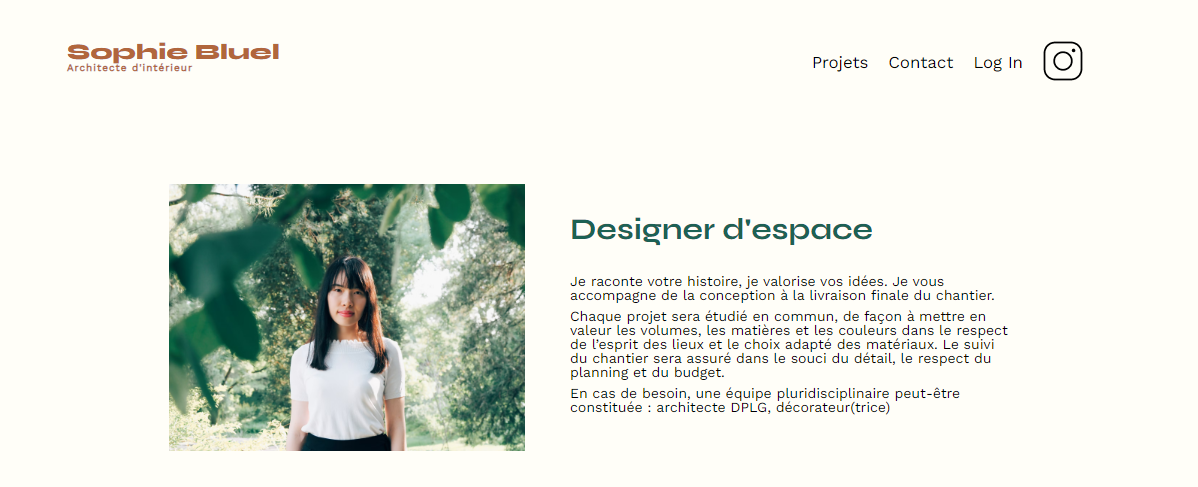 Sophie Bluel
Architecte d'intérieur
Projets Contact Log In
Designer d'espace
Je raconte votre histoire, je valorise vos idées. Je vous
accompagne de la conception à la livraison finale du chantier.
Chaque projet sera étudié en commun, de façon à mettre en
valeur les volumes, les matières et les couleurs dans le respect
de l’esprit des lieux et le choix adapté des matériaux. Le suivi
du chantier sera assuré dans le souci du détail, le respect du
planning et du budget.
En cas de besoin, une équipe pluridisciplinaire peut-être
constituée : architecte DPLG, décorateur(trice)